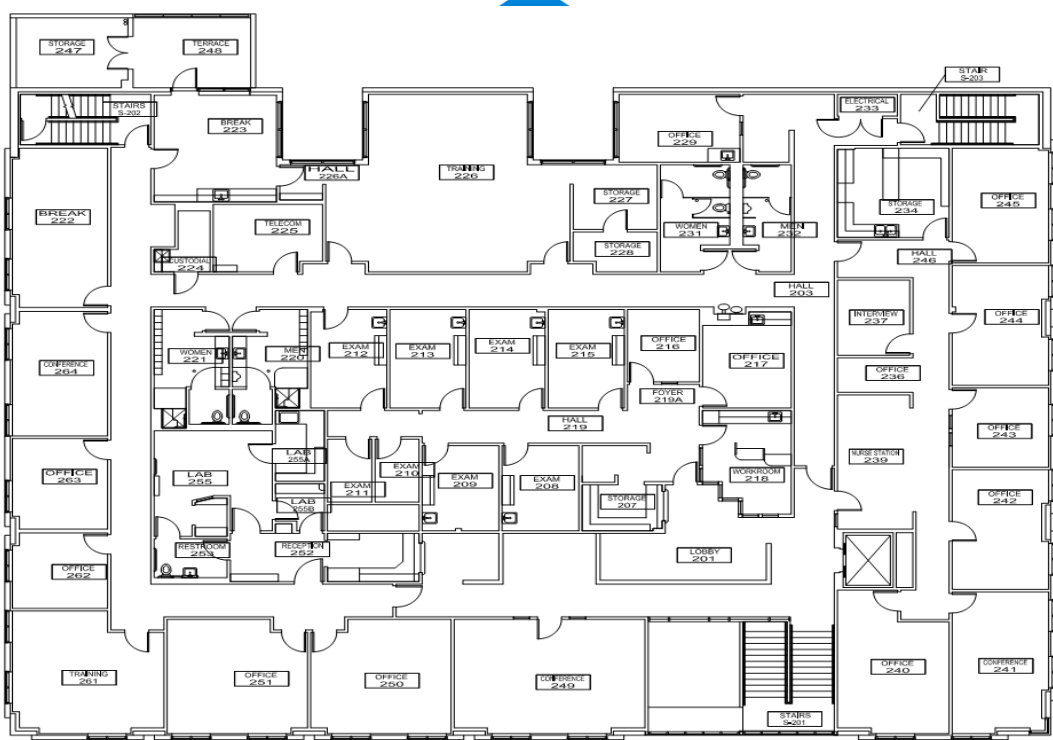 STORAGE
247
TERRACE
248
STAIR
S-203
STAIRS
S-202
BREAK
223
ELECTRICAL
233
OFFICE
229
HALL
226A
TRAINING
226
STORAGE
227
STORAGE
234
OFFICE
245
BREAK
222
TELECOM
225
WOMEN
231
MEN
232
STORAGE
228
HALL
246
CUSTODIAL
224
HALL
203
INTERVIEW
237
OFFICE
244
WOMEN
221
MEN
220
EXAM
212
EXAM
213
EXAM
214
EXAM
215
OFFICE
216
OFFICE
217
CONFERENCE
264
OFFICE
236
FOYER
219A
HALL
219
OFFICE
243
LAB
255A
NURSE STATION
239
OFFICE
263
LAB
255
EXAM
210
EXAM
209
EXAM
208
WORKROOM
218
EXAM
211
OFFICE
242
LAB
255B
STORAGE
207
RESTROOM
253
RECEPTION
252
LOBBY
201
OFFICE
262
TRAINING
261
OFFICE
251
OFFICE
250
CONFERENCE
249
OFFICE
240
CONFERENCE
241
STAIRS
S-201